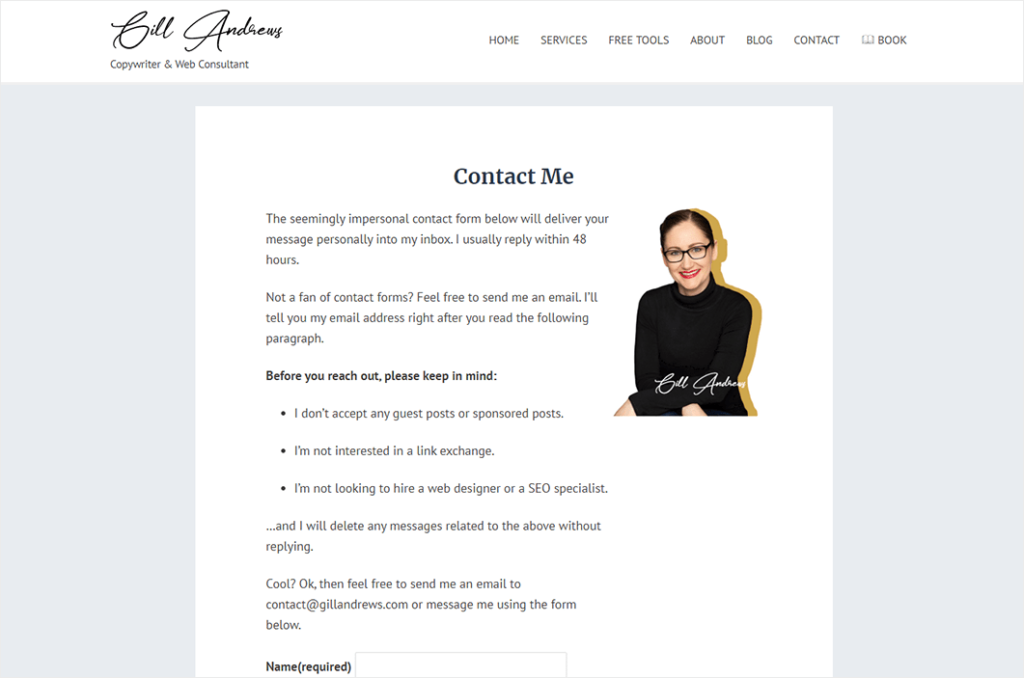 Gill Andrews
Copywriter & Web Consultant
HOME SERVICES FREE TOOLS ABOUT BLOG CONTACT BOOK
Contact Me
The seemingly impersonal contact form below will deliver your
message personally into my inbox. I usually reply within 48
hours.
Not a fan of contact forms? Feel free to send me an email. I'll
tell you my email address right after you read the following
paragraph.
Before you reach out, please keep in mind:
• I don't accept any guest posts or sponsored posts.
• I'm not interested in a link exchange.
• I'm not looking to hire a web designer or a SEO specialist.
...and I will delete any messages related to the above without
replying.
Cool? Ok, then feel free to send me an email to
contact@gillandrews.com or message me using the form
below.
Gill Andrews
Name(required)